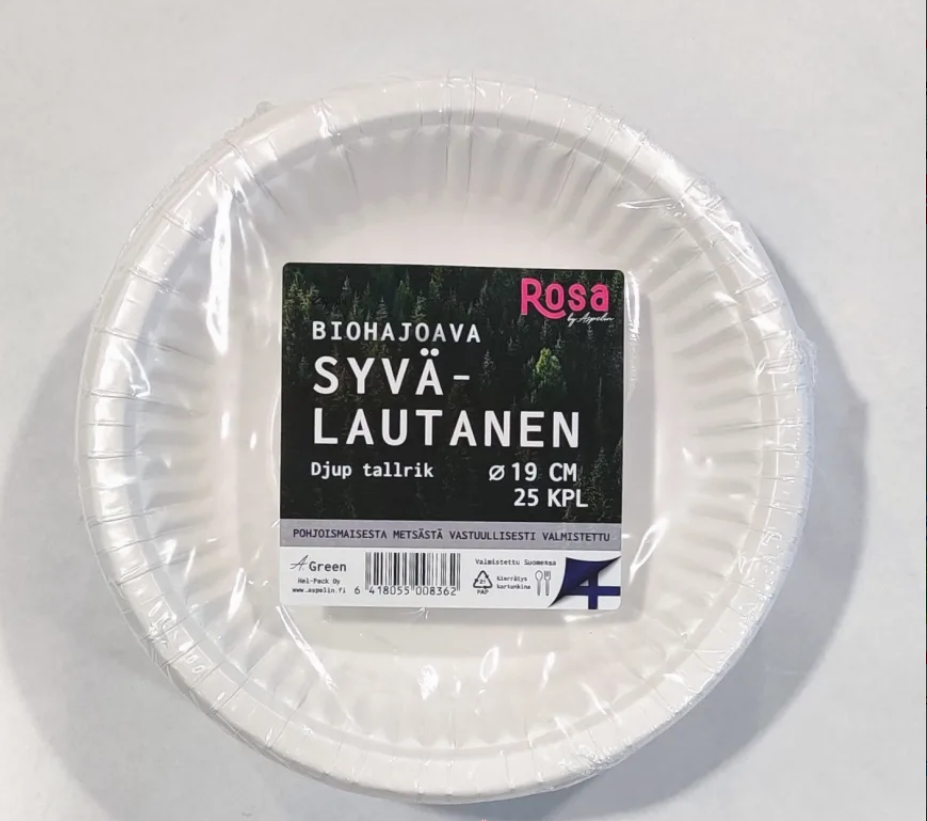 Rosa
by Aspelin
BIOHAJOAVA
SYVÄ-
LAUTANEN
Djup tallrik
Ø 19 CM
25 KPL
POHJOISMAISESTA METSÄSTÄ VASTUULLISESTI VALMISTETTU
A. Green
Hei-Pack Oy
www.aspelin.fi
6 418055 008362
Valmistettu Suomessa
21
PAP
Kierrätys
kartonkina